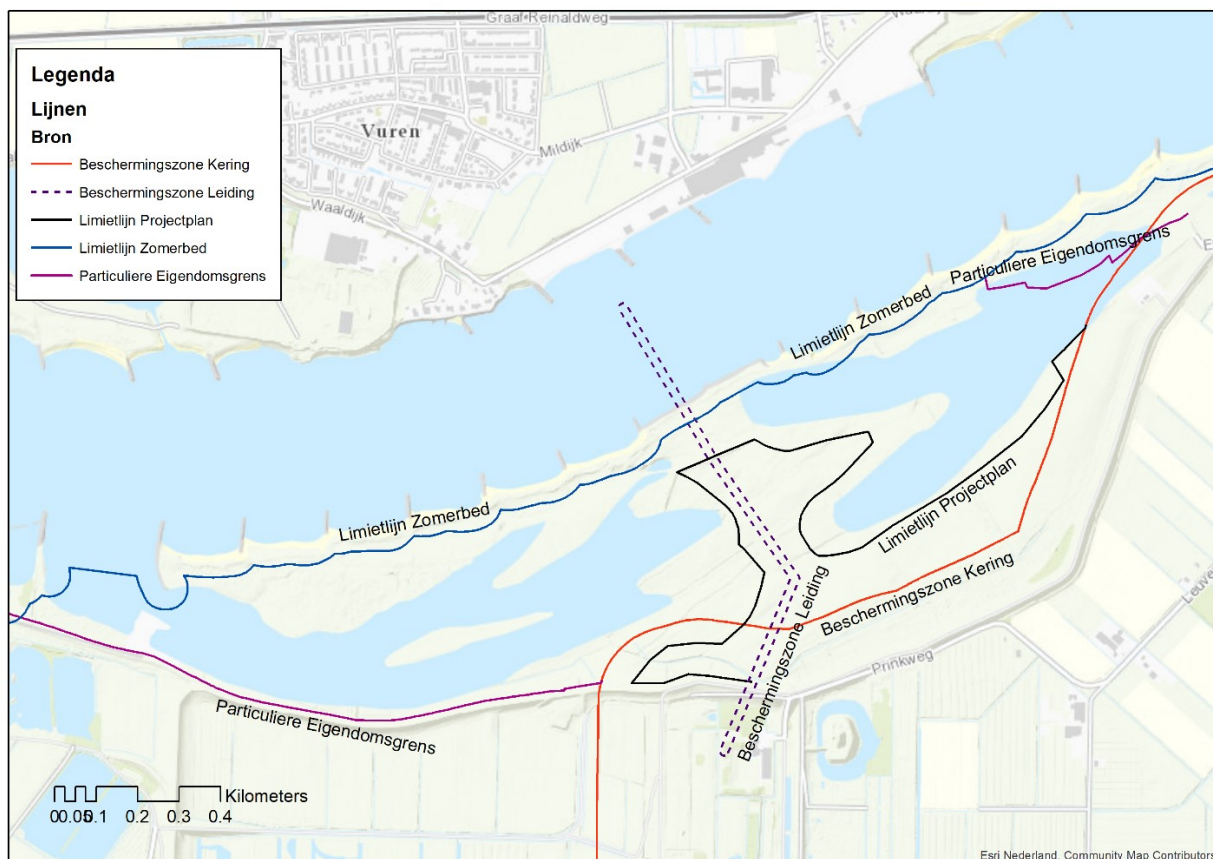 Graaf Reinaldweg
Waaldijk
Legenda
Lijnen
Bron
Beschermingszone Kering
Beschermingszone Leiding
Limietlijn Projectplan
Limietlijn Zomerbed
Particuliere Eigendomsgrens
Vuren
Mildijk
Waaldijk
Particuliere Eigendomsgrens
Limietlijn Zomerbed
Limietlijn Zomerbed
Limietlijn Projectplan
Beschermingszone Kering
Beschermingszone Leiding
Leuve
Prinkweg
Particuliere Eigendomsgrens
Kilometers
0 0.05 0.1 0.2 0.3 0.4
Esri Nederland, Community Map Contributors